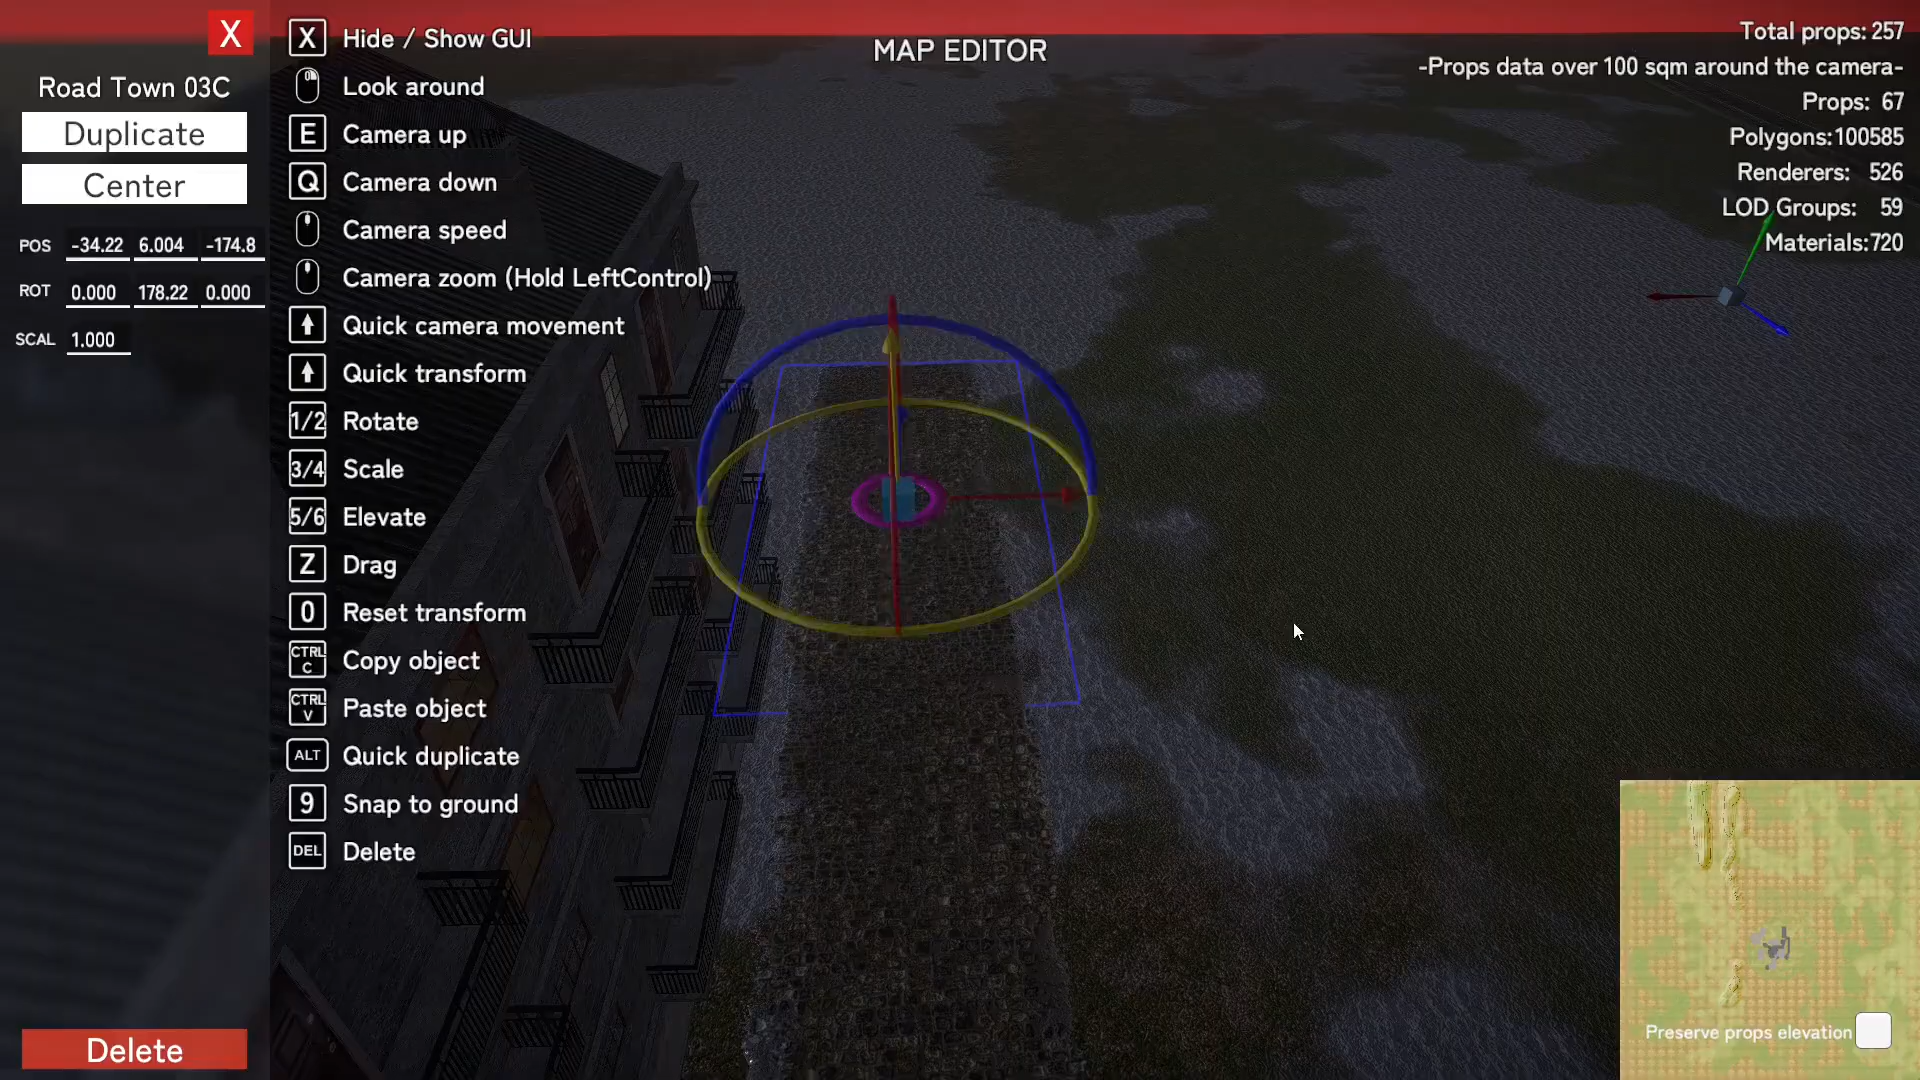 X
Road Town 03C
Duplicate
Center
POS -34.22 6.004 -174.8
ROT 0.000 178.22 0.000
SCAL 1.000
Delete
X Hide / Show GUI
Look around
E Camera up
Q Camera down
Camera speed
Camera zoom (Hold LeftControl)
Quick camera movement
Quick transform
1/2 Rotate
3/4 Scale
5/6 Elevate
Z Drag
0 Reset transform
CTRL C Copy object
CTRL V Paste object
ALT Quick duplicate
9 Snap to ground
DEL Delete
MAP EDITOR
Total props: 257
-Props data over 100 sqm around the camera-
Props: 67
Polygons:100585
Renderers: 526
LOD Groups: 59
Materials:720
Preserve props elevation